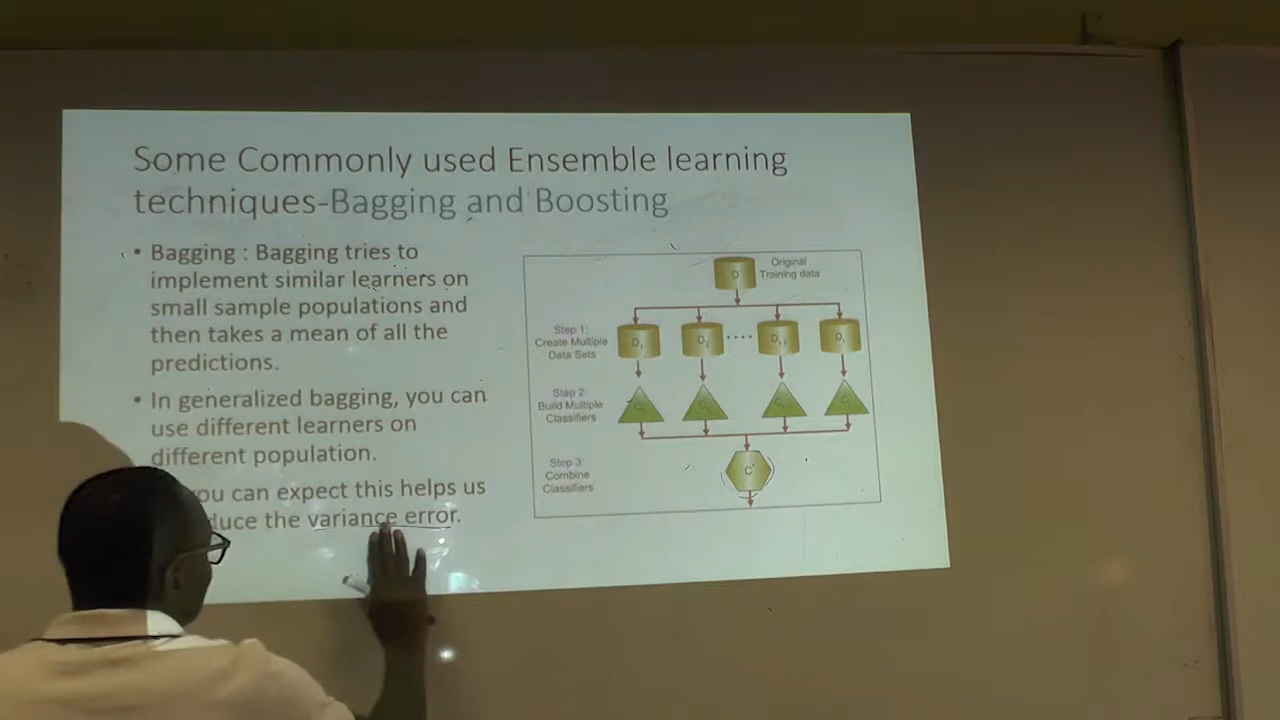 Some Commonly used Ensemble learning
techniques-Bagging and Boosting
• Bagging : Bagging tries to
implement similar learners on
small sample populations and
then takes a mean of all the
predictions.
• In generalized bagging, you can
use different learners on
different population.
you can expect this helps us
the variance error.
D
Original
Training data
Step 1:
Create Multiple
Data Sets
D1
D2
....
Step 2:
Build Multiple
Classifiers
Step 3:
Combine
Classifiers
C*